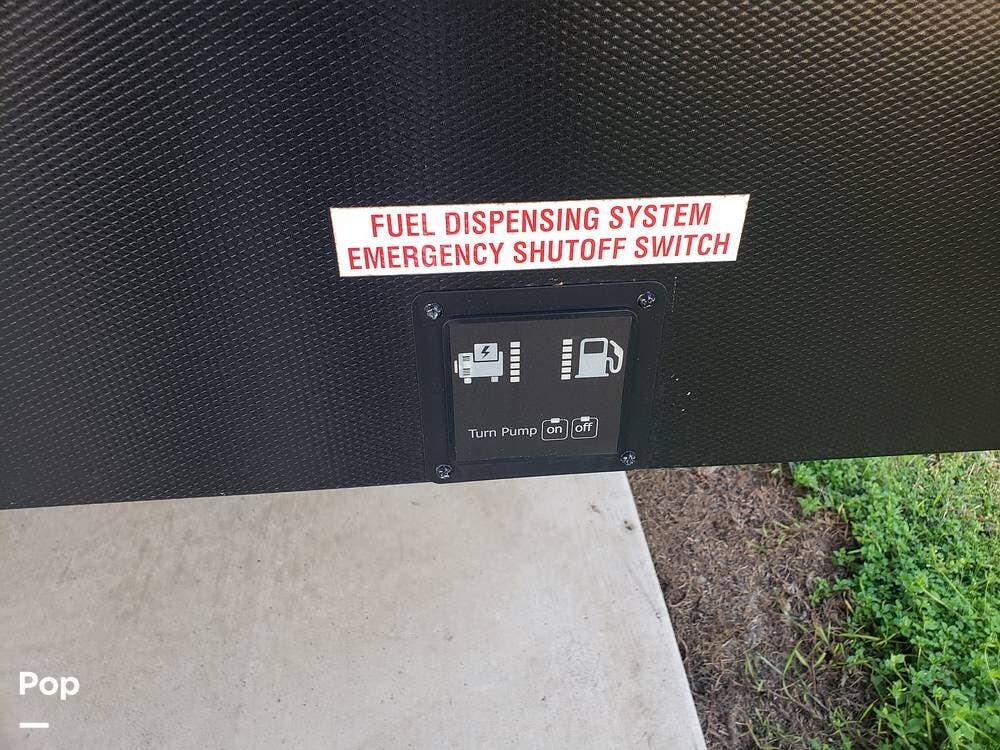 FUEL DISPENSING SYSTEM
EMERGENCY SHUTOFF SWITCH
Turn Pump on off
Pop